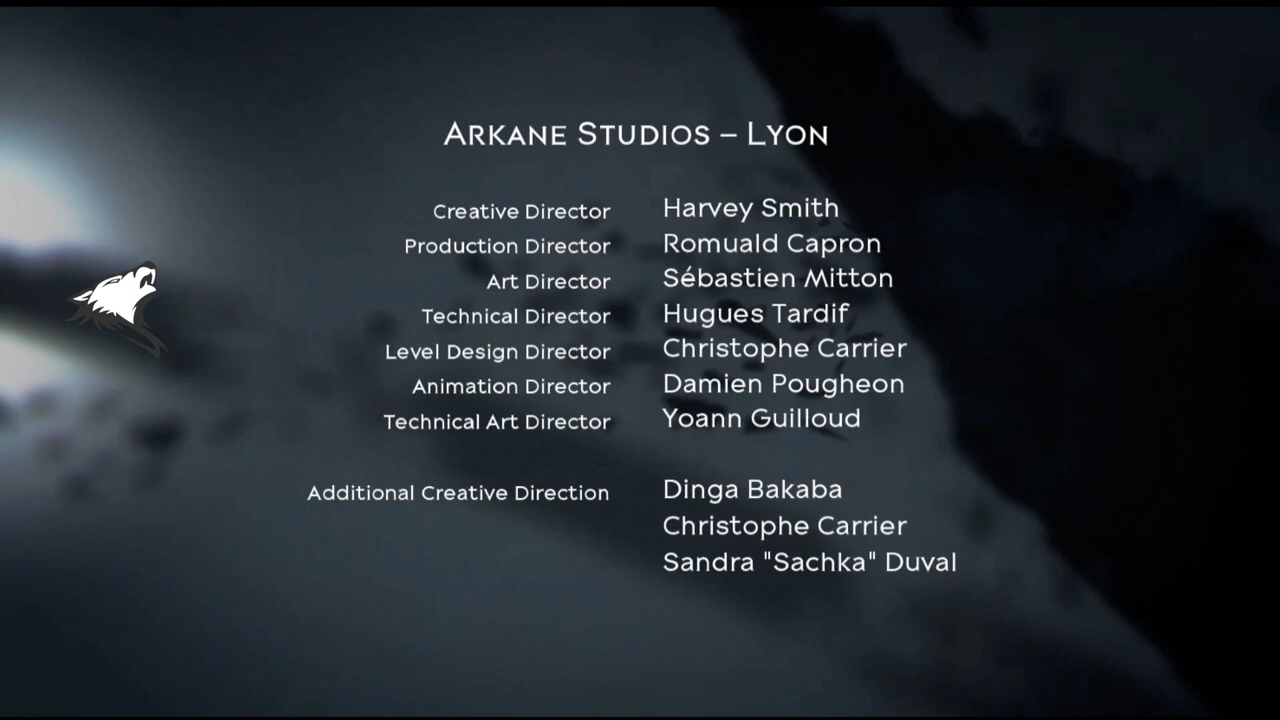 Arkane Studios – Lyon
Creative Director Harvey Smith
Production Director Romuald Capron
Art Director Sébastien Mitton
Technical Director Hugues Tardif
Level Design Director Christophe Carrier
Animation Director Damien Pougheon
Technical Art Director Yoann Guilloud
Additional Creative Direction Dinga Bakaba
Christophe Carrier
Sandra "Sachka" Duval